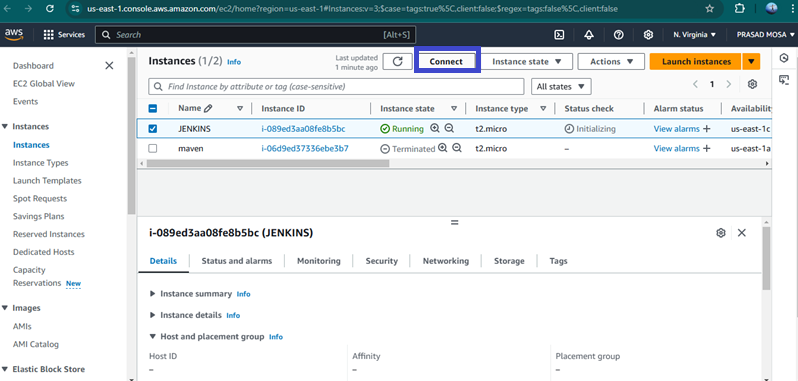 us-east-1.console.aws.amazon.com/ec2/home?region=us-east-1#Instances:v=3;$case=tags:true%5C,client:false;$regex=tags:false%5C,client:false
aws Services Search [Alt+S] N. Virginia PRASAD MOSA
Dashboard
EC2 Global View
Events
Instances
Instances
Instance Types
Launch Templates
Spot Requests
Savings Plans
Reserved Instances
Dedicated Hosts
Capacity
Reservations New
Images
AMIs
AMI Catalog
Elastic Block Store
Instances (1/2) Info
Last updated
1 minute ago
Connect Instance state Actions Launch instances
Find Instance by attribute or tag (case-sensitive) All states 1
Name Instance ID Instance state Instance type Status check Alarm status Availability
JENKINS i-089ed3aa08fe8b5bc Running t2.micro Initializing View alarms + us-east-1c
maven i-06d9ed37336ebe3b7 Terminated t2.micro – View alarms + us-east-1a
i-089ed3aa08fe8b5bc (JENKINS)
Details Status and alarms Monitoring Security Networking Storage Tags
Instance summary Info
Instance details Info
Host and placement group Info
Host ID Affinity Placement group
– – –